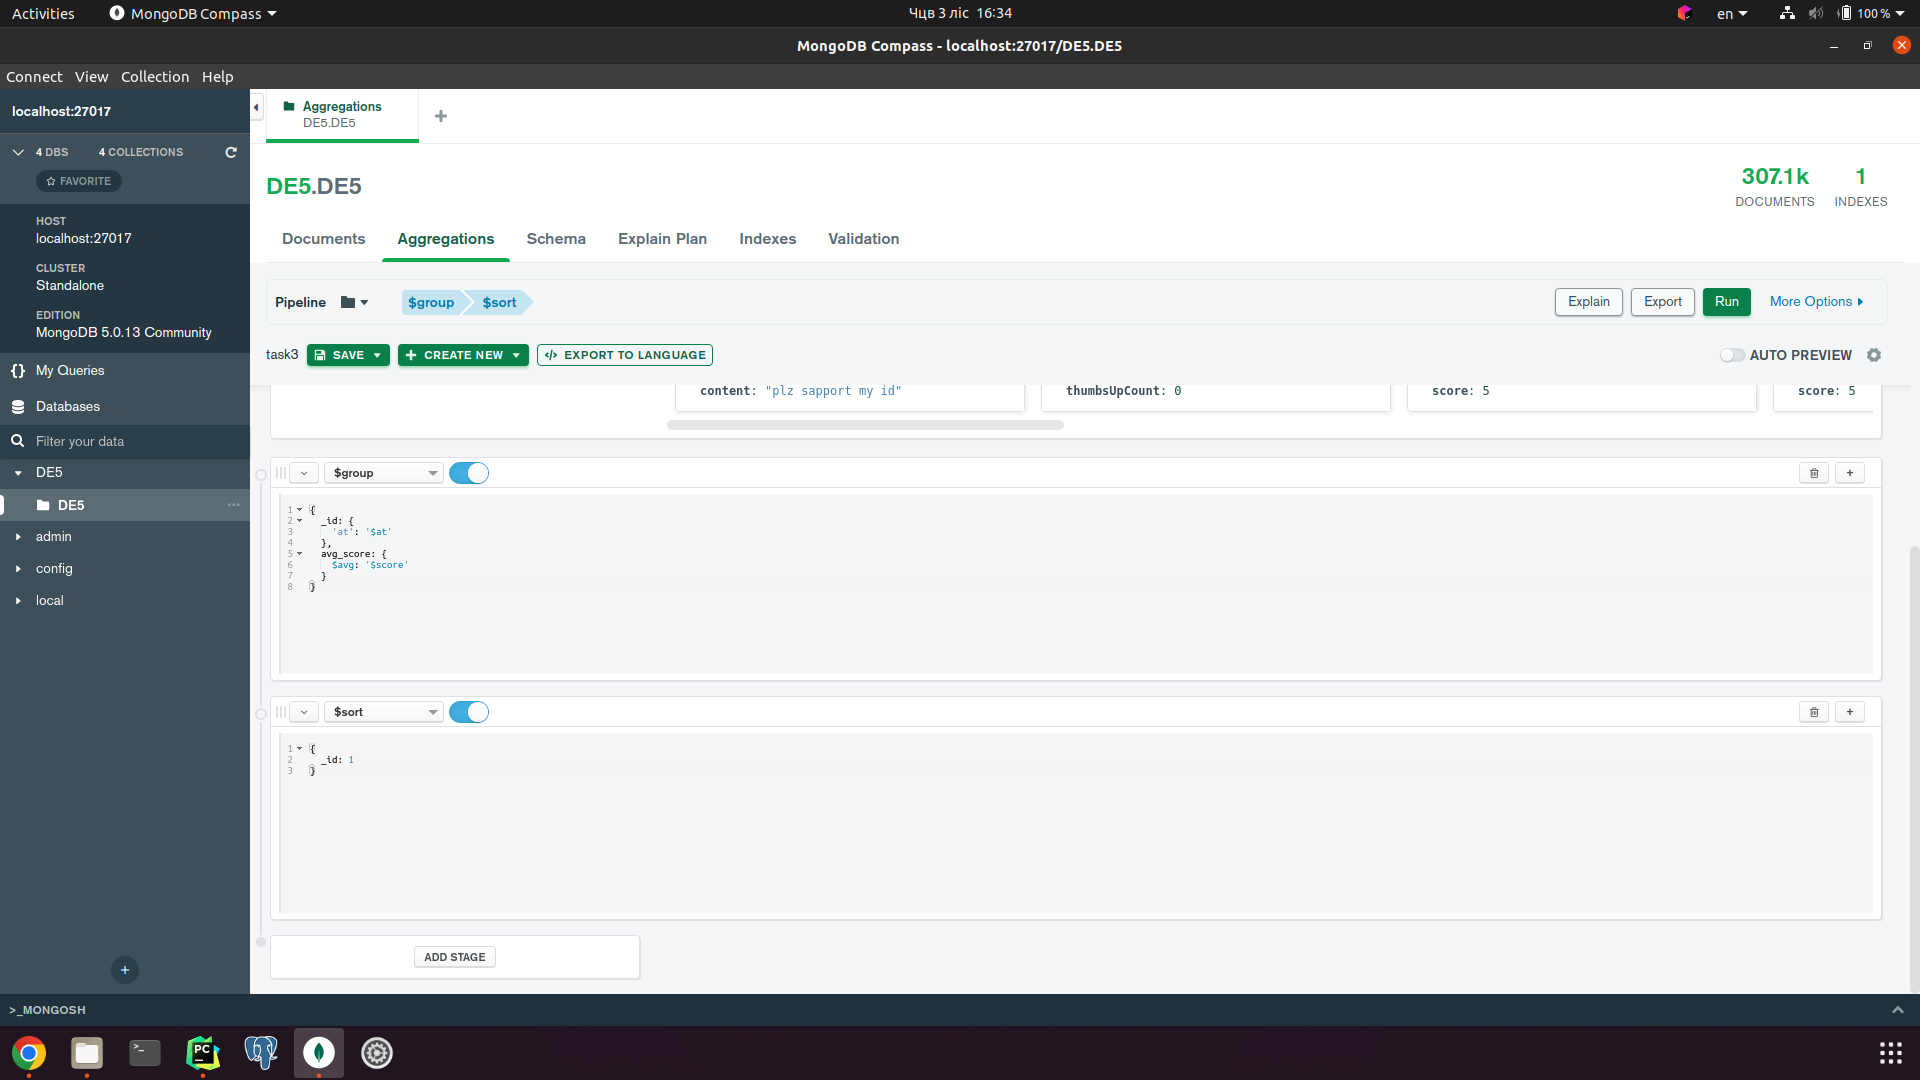 Activities
MongoDB Compass
Чцв 3 ліс 16:34
en
100 %
MongoDB Compass - localhost:27017/DE5.DE5
Connect View Collection Help
localhost:27017
4 DBS 4 COLLECTIONS
FAVORITE
HOST
localhost:27017
CLUSTER
Standalone
EDITION
MongoDB 5.0.13 Community
{} My Queries
Databases
Filter your data
DE5
DE5
admin
config
local
Aggregations
DE5.DE5
DE5.DE5
307.1k
DOCUMENTS
1
INDEXES
Documents Aggregations Schema Explain Plan Indexes Validation
Pipeline $group $sort Explain Export Run More Options
task3 SAVE CREATE NEW EXPORT TO LANGUAGE AUTO PREVIEW
content: "plz sapport my id" thumbsUpCount: 0 score: 5 score: 5
$group
1 {
2 _id: {
3 'at': '$at'
4 },
5 avg_score: {
6 $avg: '$score'
7 }
8 }
$sort
1 {
2 _id: 1
3 }
ADD STAGE
>_MONGOSH
>_
PC